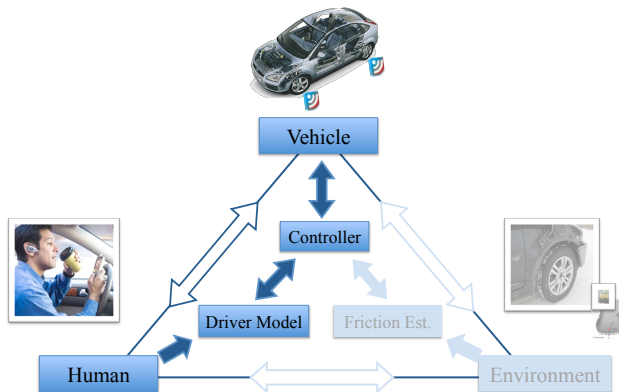 Vehicle
Controller
Driver Model
Friction Est.
Human
Environment